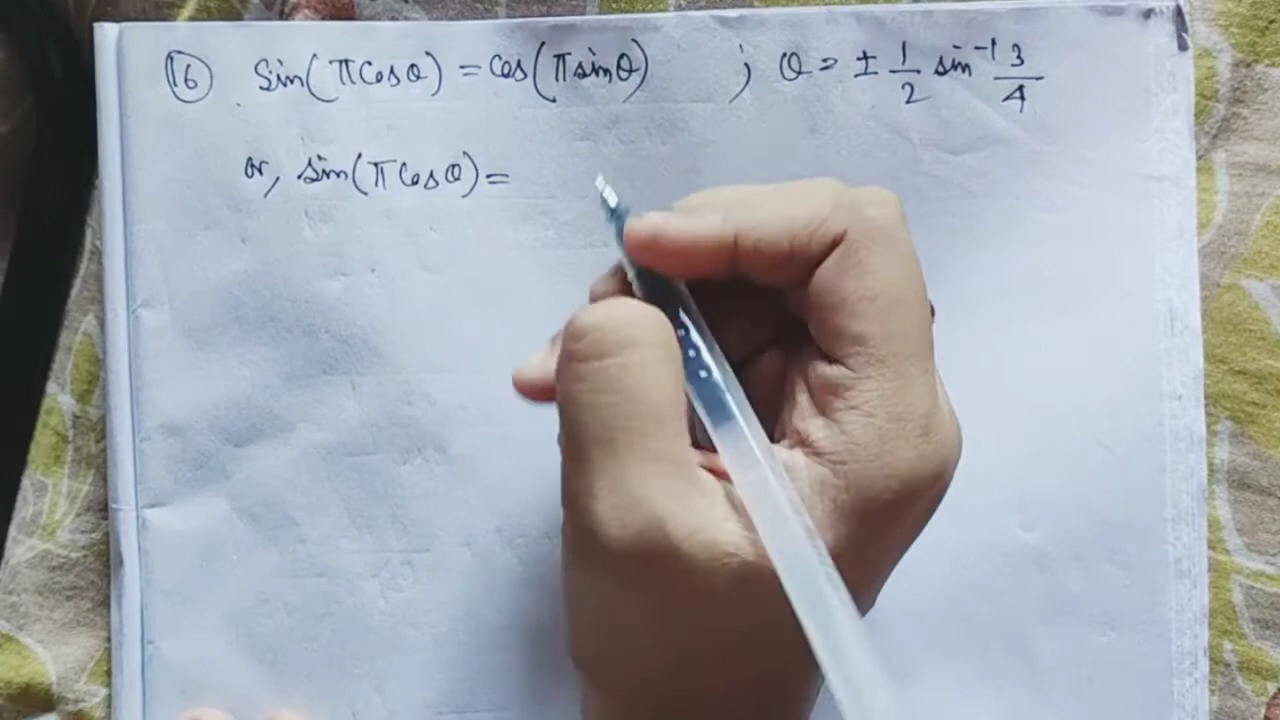 16 Sin(πcosθ) = cos(πsinθ) ; θ = ± 1/2 sin⁻¹ 3/4
or, sin(πcosθ) =